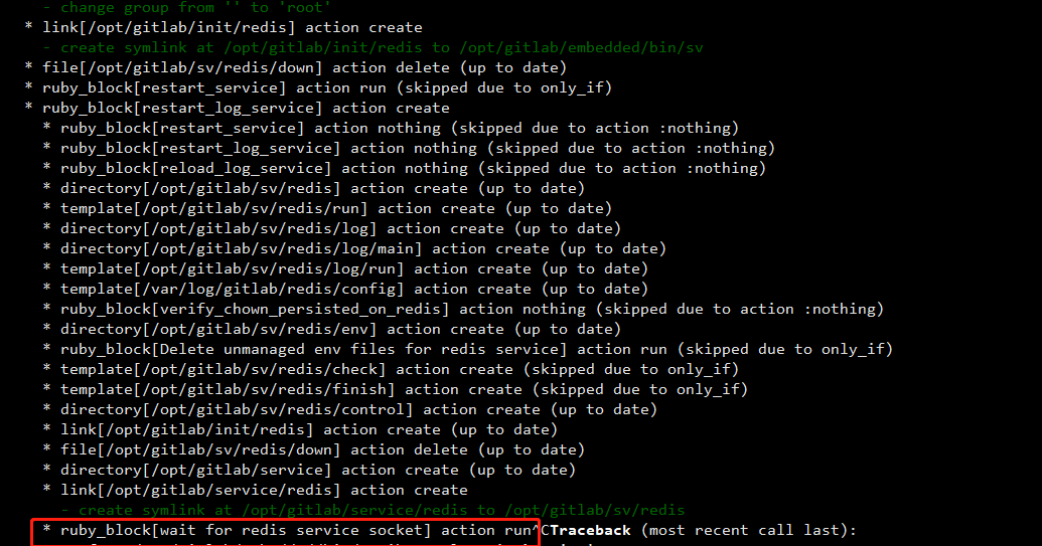 - change group from '' to 'root'
* link[/opt/gitlab/init/redis] action create
- create symlink at /opt/gitlab/init/redis to /opt/gitlab/embedded/bin/sv
* file[/opt/gitlab/sv/redis/down] action delete (up to date)
* ruby_block[restart_service] action run (skipped due to only_if)
* ruby_block[restart_log_service] action create
* ruby_block[restart_service] action nothing (skipped due to action :nothing)
* ruby_block[restart_log_service] action nothing (skipped due to action :nothing)
* ruby_block[reload_log_service] action nothing (skipped due to action :nothing)
* directory[/opt/gitlab/sv/redis] action create (up to date)
* template[/opt/gitlab/sv/redis/run] action create (up to date)
* directory[/opt/gitlab/sv/redis/log] action create (up to date)
* directory[/opt/gitlab/sv/redis/log/main] action create (up to date)
* template[/opt/gitlab/sv/redis/log/run] action create (up to date)
* template[/var/log/gitlab/redis/config] action create (up to date)
* ruby_block[verify_chown_persisted_on_redis] action nothing (skipped due to action :nothing)
* directory[/opt/gitlab/sv/redis/env] action create (up to date)
* ruby_block[Delete unmanaged env files for redis service] action run (skipped due to only_if)
* template[/opt/gitlab/sv/redis/check] action create (skipped due to only_if)
* template[/opt/gitlab/sv/redis/finish] action create (skipped due to only_if)
* directory[/opt/gitlab/sv/redis/control] action create (up to date)
* link[/opt/gitlab/init/redis] action create (up to date)
* file[/opt/gitlab/sv/redis/down] action delete (up to date)
* directory[/opt/gitlab/service] action create (up to date)
* link[/opt/gitlab/service/redis] action create
- create symlink at /opt/gitlab/service/redis to /opt/gitlab/sv/redis
* ruby_block[wait for redis service socket] action run^CTraceback (most recent call last):